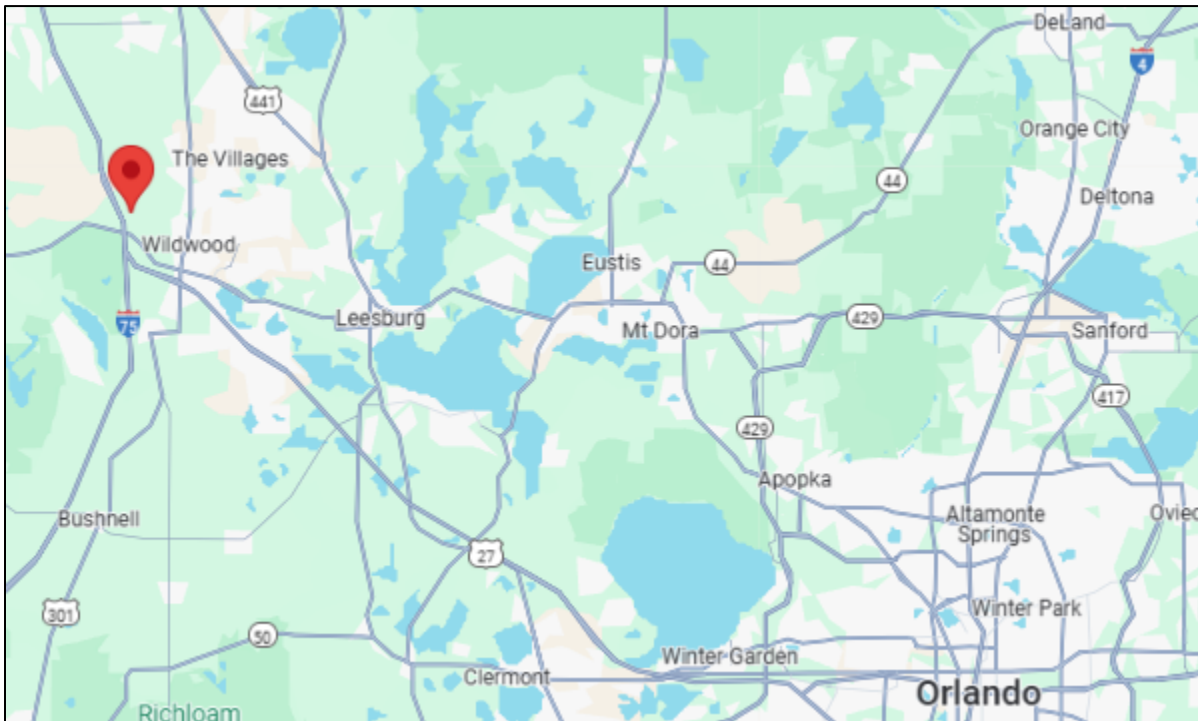 DeLand
4
441
Orange City
The Villages
44
Deltona
Wildwood
Eustis
44
75
Leesburg
429
Mt Dora
Sanford
417
429
Apopka
Bushnell
Altamonte
Springs
Ovied
27
301
Winter Park
50
Winter Garden
Clermont
Orlando
Richloam